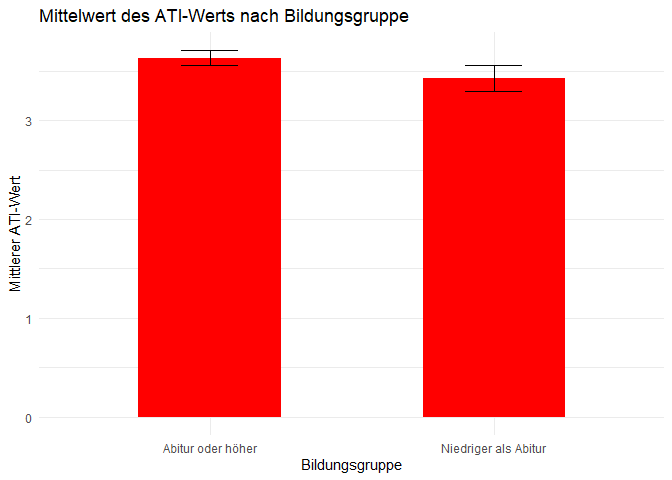 Mittelwert des ATI-Werts nach Bildungsgruppe
Mittlerer ATI-Wert
3
2
1
0
Abitur oder höher
Niedriger als Abitur
Bildungsgruppe